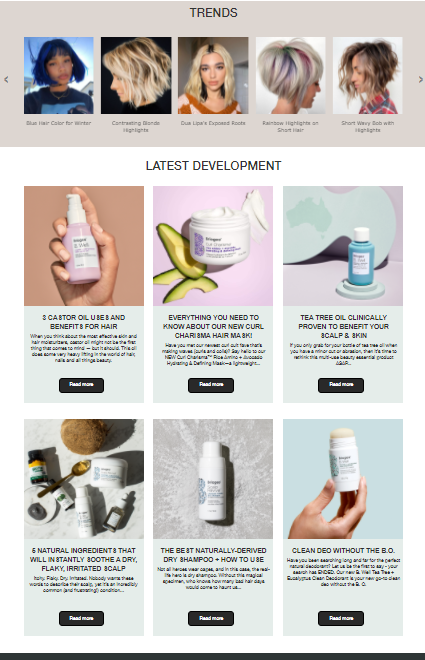 TRENDS
Blue Hair Color for Winter
Contrasting Blonde
Highlights
Dua Lipa's Exposed Roots
Rainbow Highlights on
Short Hair
Short Wavy Bob with
Highlights
LATEST DEVELOPMENT
3 CASTOR OIL USES AND
BENEFITS FOR HAIR
When you think about the most effective skin and
hair moisturizers, castor oil might not be the first
thing that comes to mind — but it should. This oil
does some very heavy lifting in the world of hair,
nails and all things beauty.
Read more
EVERYTHING YOU NEED TO
KNOW ABOUT OUR NEW CURL
CHARISMA HAIR MASK!
Have you met our newest curl cult fave that's
making waves (curls and coils)? Say hello to our
NEW Curl Charisma™ Rice Amino + Avocado
Hydrating & Defining Mask—a lightweight...
Read more
TEA TREE OIL CLINICALLY
PROVEN TO BENEFIT YOUR
SCALP & SKIN
If you only grab for your bottle of tea tree oil when
you have a minor cut or abrasion, then it's time to
rethink this multi-use beauty essential product
ASAP...
Read more
5 NATURAL INGREDIENTS THAT
WILL INSTANTLY SOOTHE A DRY,
FLAKY, IRRITATED SCALP
Itchy. Flaky. Dry. Irritated. Nobody wants these
words to describe their scalp, yet it's an incredibly
common (and frustrating!) condition...
Read more
THE BEST NATURALLY-DERIVED
DRY SHAMPOO + HOW TO USE
Not all heroes wear capes, and in this case, the real-
life hero is dry shampoo. Without this magical
specimen, who knows how many bad hair days
would come to haunt us...
Read more
CLEAN DEO WITHOUT THE B.O.
Have you been searching long and far for the perfect
natural deodorant? Let us be the first to say - your
search has ENDED. Our new B. Well Tea Tree +
Eucalyptus Clean Deodorant is your new go-to clean
deo without the B. O.
Read more